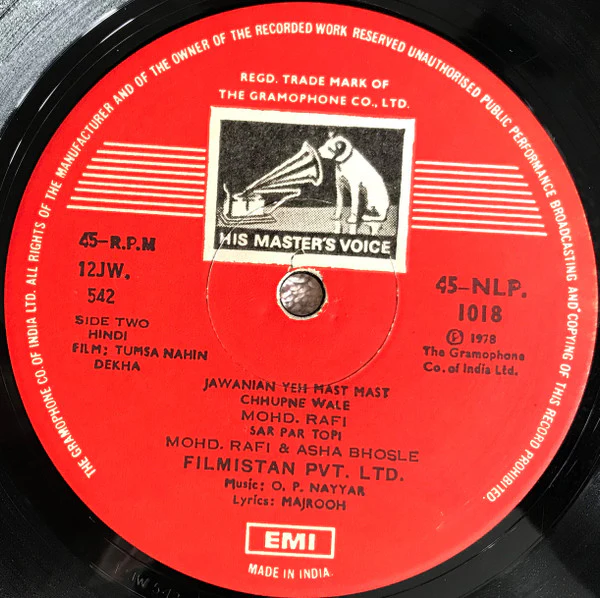 THE GRAMOPHONE CO. OF INDIA LTD. ALL RIGHTS OF THE MANUFACTURER AND OF THE OWNER OF THE RECORDED WORK RESERVED UNAUTHORISED PUBLIC PERFORMANCE BROADCASTING AND COPYING OF THIS RECORD PROHIBITED.
REGD. TRADE MARK OF
THE GRAMOPHONE CO., LTD.
HIS MASTER'S VOICE
45-R.P.M
12JW.
542
SIDE TWO
HINDI
FILM; TUMSA NAHIN
DEKHA
45-NLP.
1018
Ⓟ 1978
The Gramophone
Co. of India Ltd.
JAWANIAN YEH MAST MAST
CHHUPNE WALE
MOHD. RAFI
SAR PAR TOPI
MOHD. RAFI & ASHA BHOSLE
FILMISTAN PVT. LTD.
Music: O. P. NAYYAR
Lyrics: MAJROOH
EMI
MADE IN INDIA